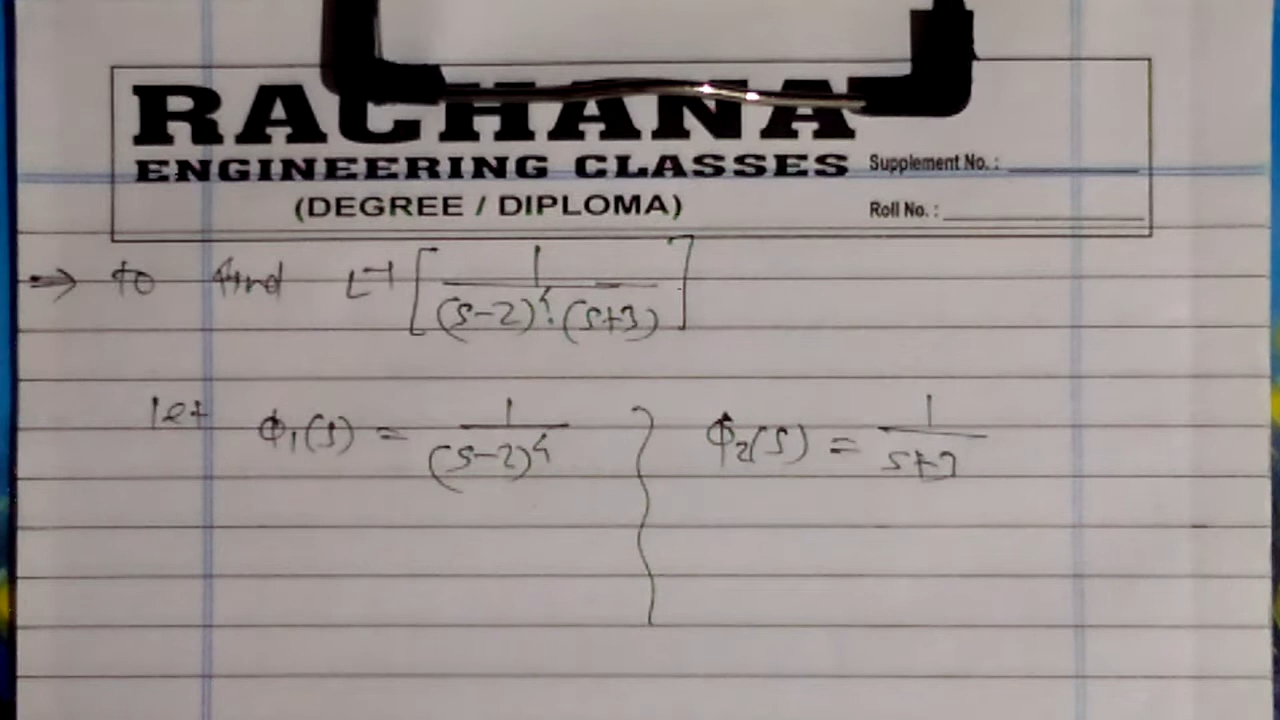 RACHANA
ENGINEERING CLASSES
(DEGREE / DIPLOMA)
Supplement No. :
Roll No. :
⇒ to find L⁻¹ [ 1 / (s-2)⁴·(s+3) ]
let Φ₁(s) = 1 / (s-2)⁴ } Φ₂(s) = 1 / s+3